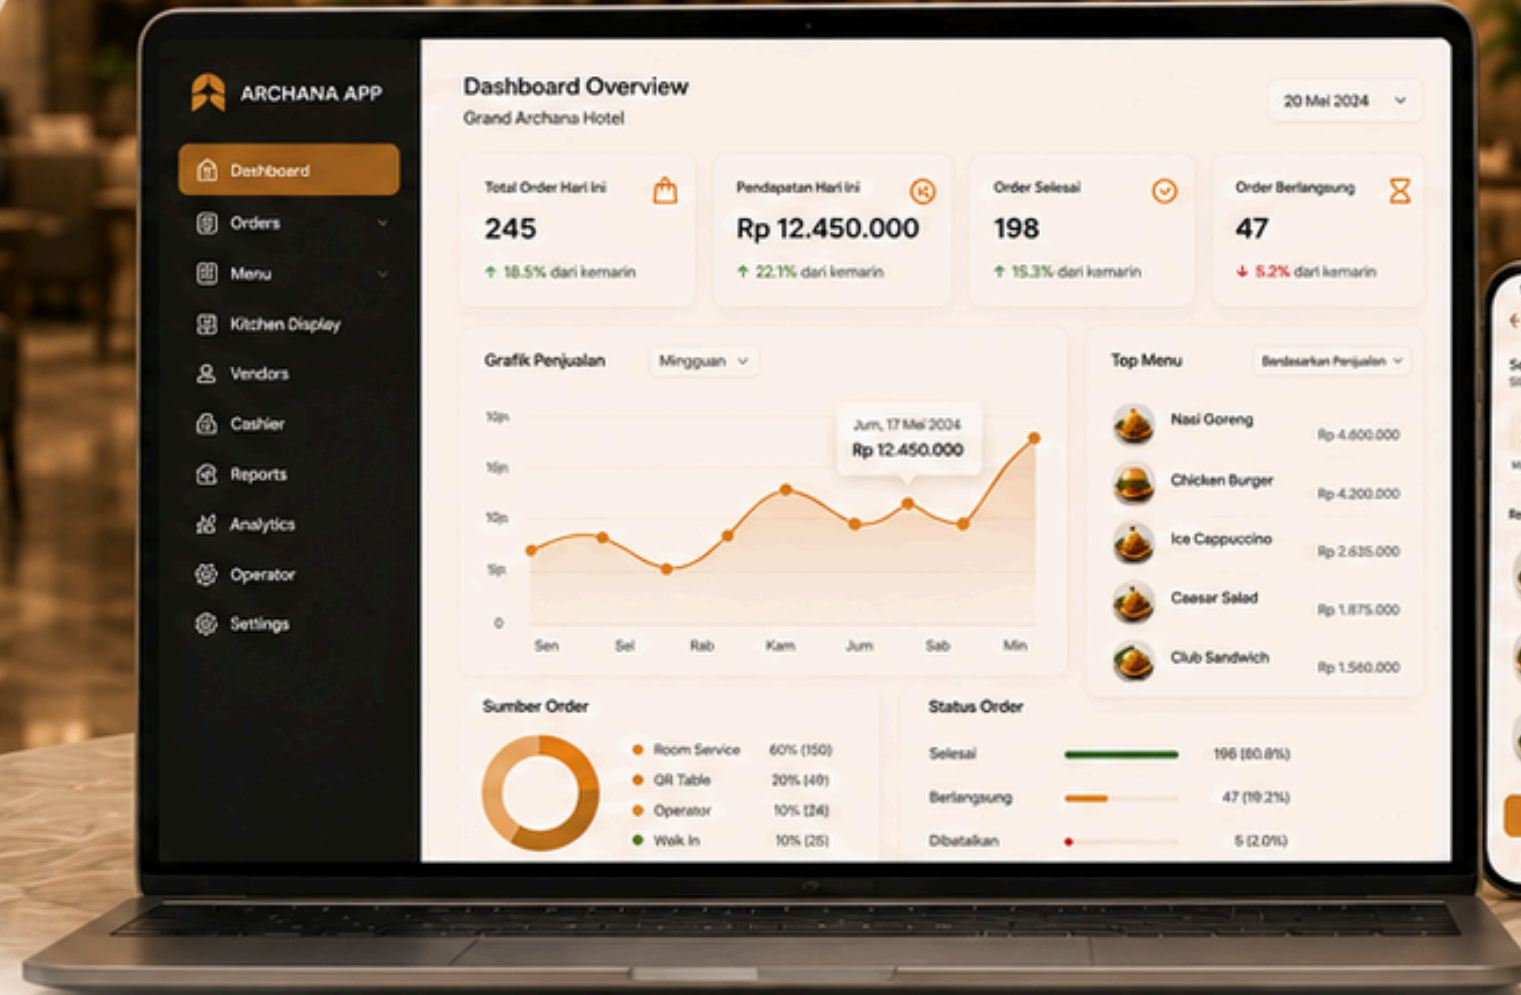 ARCHANA APP
Dashboard
Orders
Menu
Kitchen Display
Vendors
Cashier
Reports
Analytics
Operator
Settings
Dashboard Overview
Grand Archana Hotel
20 Mei 2024
Total Order Hari Ini
245
↑ 18.5% dari kemarin
Pendapatan Hari Ini
Rp 12.450.000
↑ 22.1% dari kemarin
Order Selesai
198
↑ 15.3% dari kemarin
Order Berlangsung
47
↓ 5.2% dari kemarin
Grafik Penjualan
Mingguan
Jum, 17 Mei 2024
Rp 12.450.000
0
Sen
Sel
Rab
Kam
Jum
Sab
Min
Top Menu
Berdasarkan Penjualan
Nasi Goreng
Rp 4.600.000
Chicken Burger
Rp 4.200.000
Ice Cappuccino
Rp 2.635.000
Caesar Salad
Rp 1.875.000
Club Sandwich
Rp 1.560.000
Sumber Order
Room Service 60% (150)
QR Table 20% (49)
Operator 10% (24)
Walk In 10% (25)
Status Order
Selesai 196 (80.8%)
Berlangsung 47 (19.2%)
Dibatalkan 5 (2.0%)